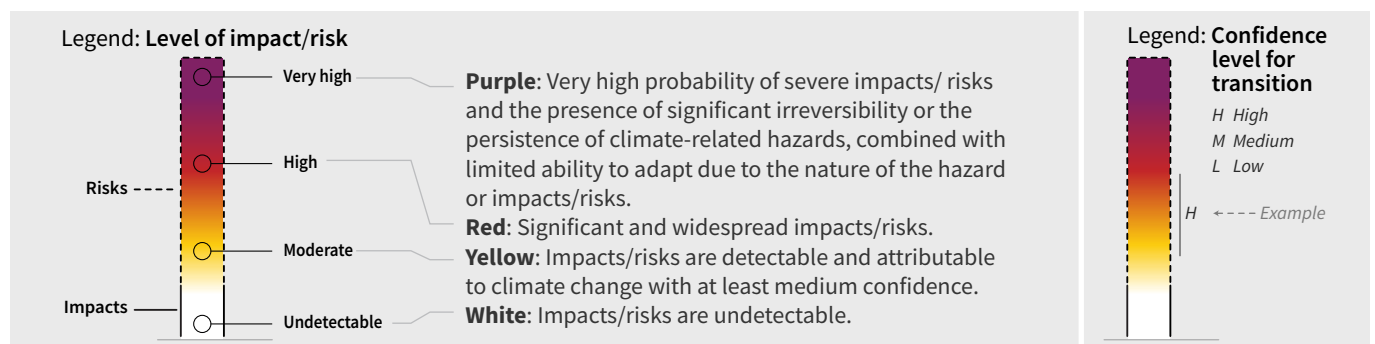 Legend: Level of impact/risk
Very high
High
Risks
Moderate
Impacts
Undetectable
Purple: Very high probability of severe impacts/ risks
and the presence of significant irreversibility or the
persistence of climate-related hazards, combined with
limited ability to adapt due to the nature of the hazard
or impacts/risks.
Red: Significant and widespread impacts/risks.
Yellow: Impacts/risks are detectable and attributable
to climate change with at least medium confidence.
White: Impacts/risks are undetectable.
Legend: Confidence
level for
transition
H High
M Medium
L Low
H
Example